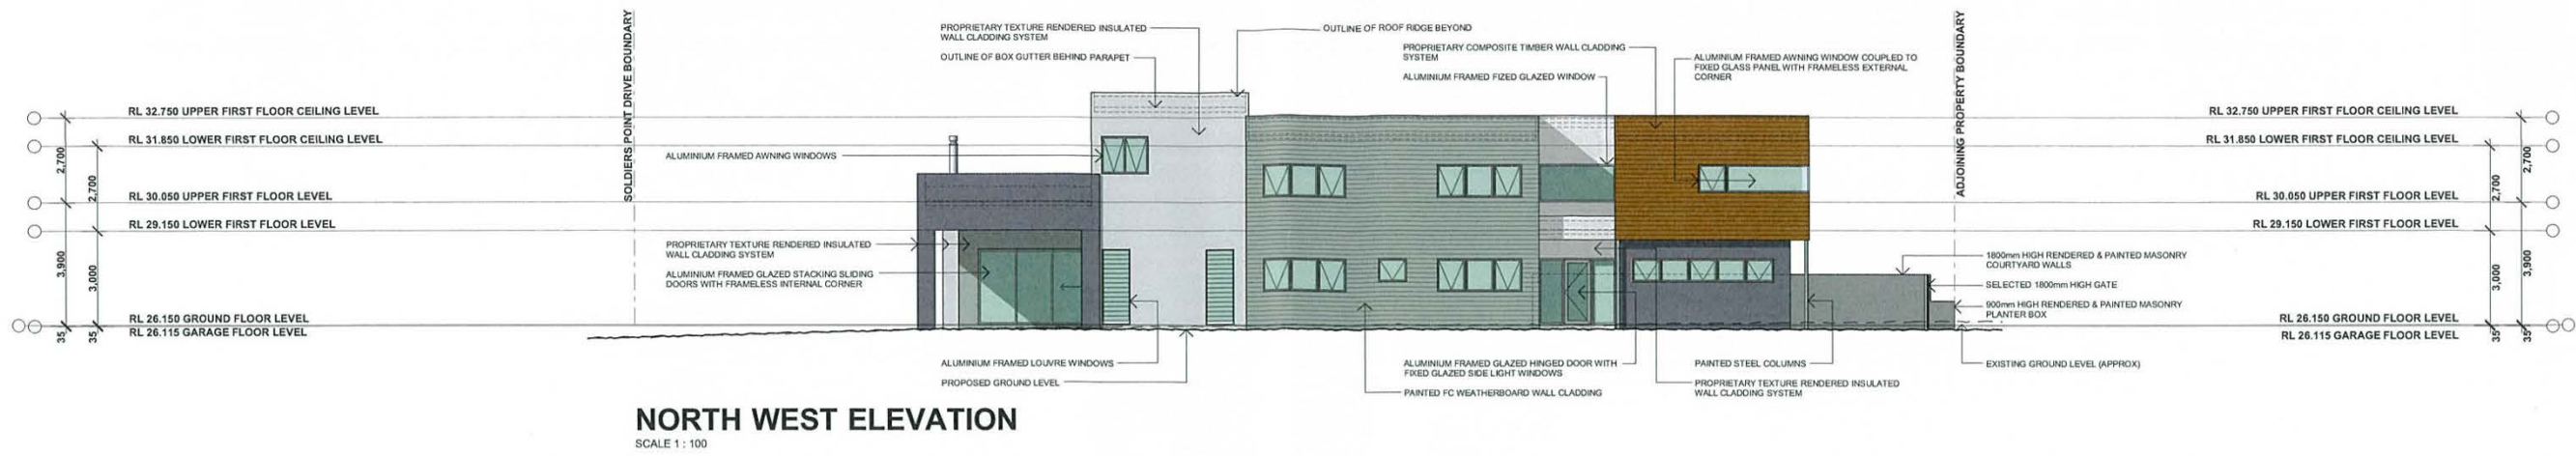 SOLDIERS POINT DRIVE BOUNDARY
ADJOINING PROPERTY BOUNDARY
PROPRIETARY TEXTURE RENDERED INSULATED
WALL CLADDING SYSTEM
OUTLINE OF BOX GUTTER BEHIND PARAPET
OUTLINE OF ROOF RIDGE BEYOND
PROPRIETARY COMPOSITE TIMBER WALL CLADDING
SYSTEM
ALUMINIUM FRAMED FIZED GLAZED WINDOW
ALUMINIUM FRAMED AWNING WINDOW COUPLED TO
FIXED GLASS PANEL WITH FRAMELESS EXTERNAL
CORNER
RL 32.750 UPPER FIRST FLOOR CEILING LEVEL
RL 31.850 LOWER FIRST FLOOR CEILING LEVEL
RL 30.050 UPPER FIRST FLOOR LEVEL
RL 29.150 LOWER FIRST FLOOR LEVEL
RL 26.150 GROUND FLOOR LEVEL
RL 26.115 GARAGE FLOOR LEVEL
2,700
2,700
3,900
3,000
35
35
ALUMINIUM FRAMED AWNING WINDOWS
PROPRIETARY TEXTURE RENDERED INSULATED
WALL CLADDING SYSTEM
ALUMINIUM FRAMED GLAZED STACKING SLIDING
DOORS WITH FRAMELESS INTERNAL CORNER
RL 32.750 UPPER FIRST FLOOR CEILING LEVEL
RL 31.850 LOWER FIRST FLOOR CEILING LEVEL
RL 30.050 UPPER FIRST FLOOR LEVEL
RL 29.150 LOWER FIRST FLOOR LEVEL
RL 26.150 GROUND FLOOR LEVEL
RL 26.115 GARAGE FLOOR LEVEL
2,700
2,700
3,000
3,900
35
35
1800mm HIGH RENDERED & PAINTED MASONRY
COURTYARD WALLS
SELECTED 1800mm HIGH GATE
900mm HIGH RENDERED & PAINTED MASONRY
PLANTER BOX
EXISTING GROUND LEVEL (APPROX)
ALUMINIUM FRAMED LOUVRE WINDOWS
PROPOSED GROUND LEVEL
ALUMINIUM FRAMED GLAZED HINGED DOOR WITH
FIXED GLAZED SIDE LIGHT WINDOWS
PAINTED FC WEATHERBOARD WALL CLADDING
PAINTED STEEL COLUMNS
PROPRIETARY TEXTURE RENDERED INSULATED
WALL CLADDING SYSTEM
NORTH WEST ELEVATION
SCALE 1 : 100